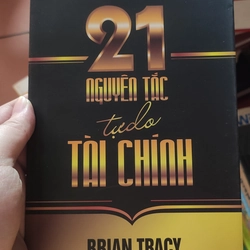 21
NGUYÊN TẮC
tự do
TÀI CHÍNH
BRIAN TRACY